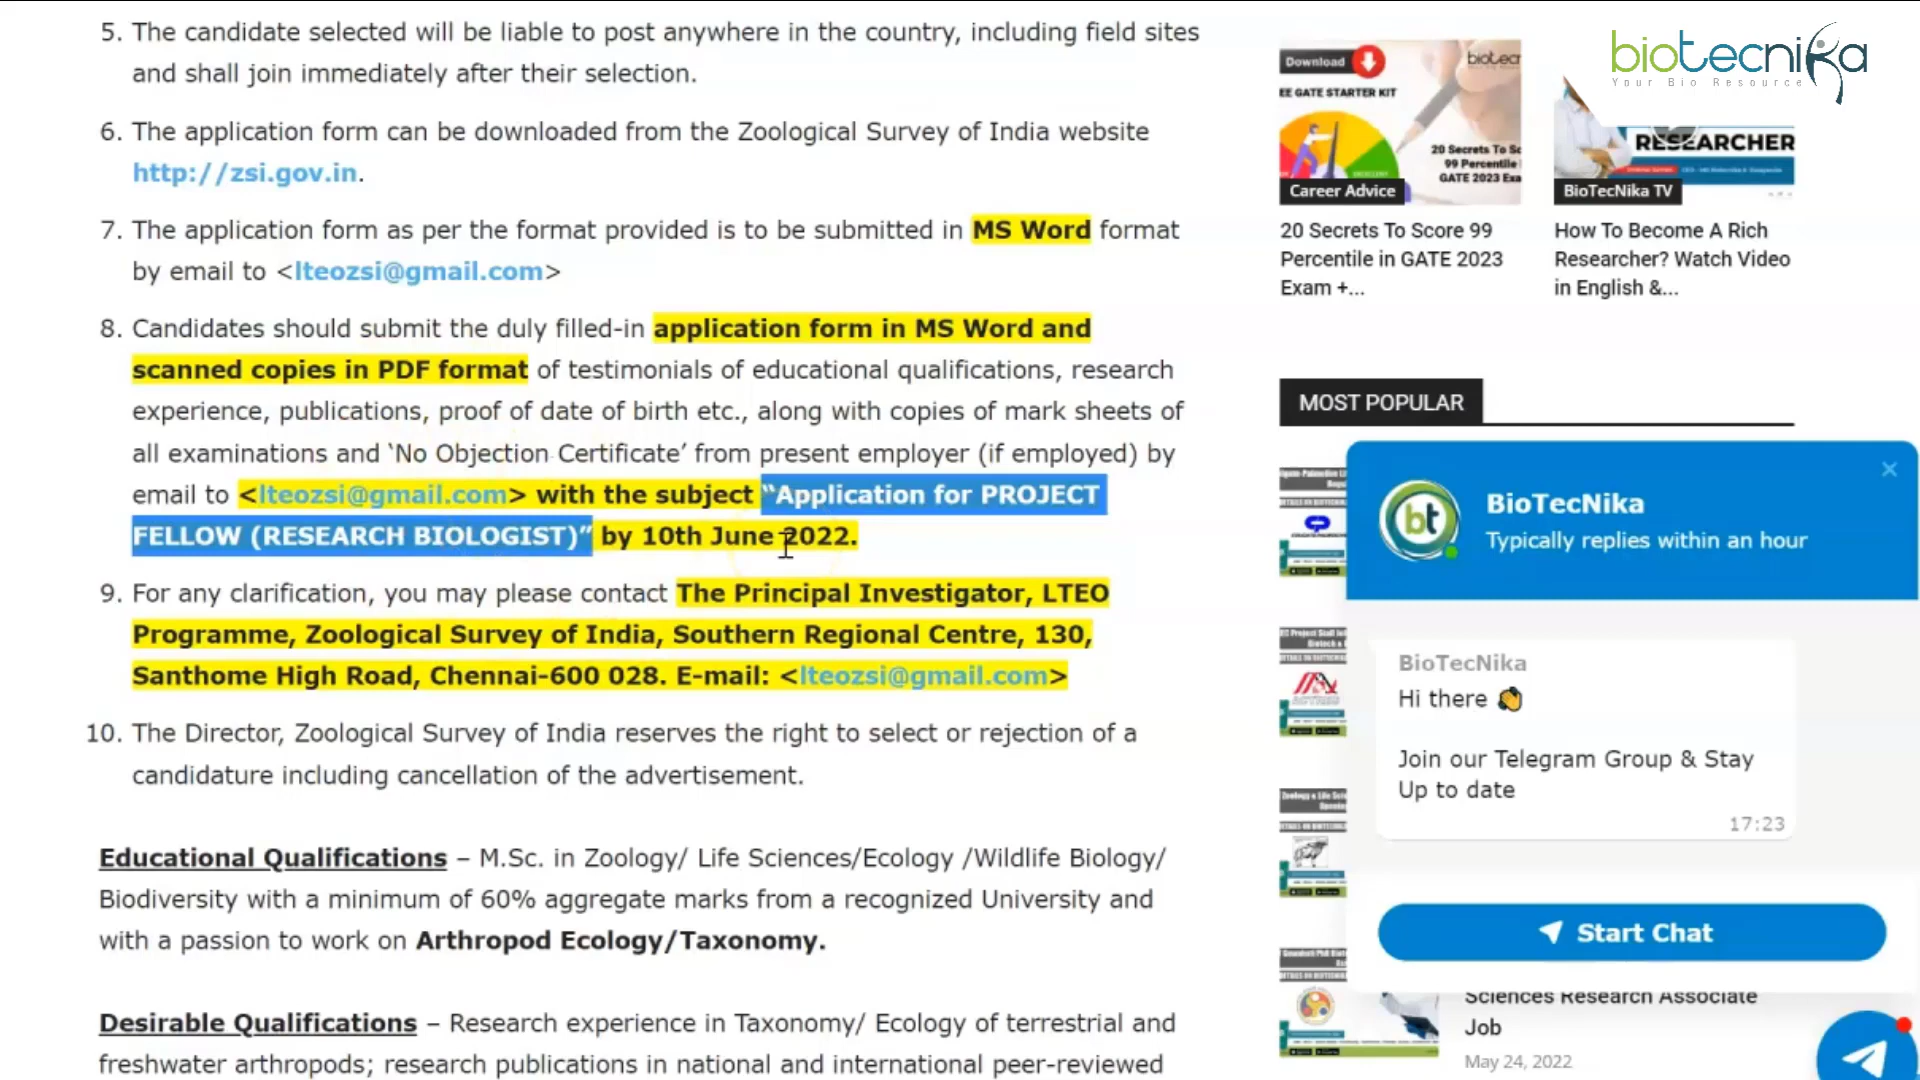 5. The candidate selected will be liable to post anywhere in the country, including field sites
and shall join immediately after their selection.
6. The application form can be downloaded from the Zoological Survey of India website
http://zsi.gov.in.
7. The application form as per the format provided is to be submitted in MS Word format
by email to <lteozsi@gmail.com>
8. Candidates should submit the duly filled-in application form in MS Word and
scanned copies in PDF format of testimonials of educational qualifications, research
experience, publications, proof of date of birth etc., along with copies of mark sheets of
all examinations and ‘No Objection Certificate’ from present employer (if employed) by
email to <lteozsi@gmail.com> with the subject “Application for PROJECT
FELLOW (RESEARCH BIOLOGIST)” by 10th June 2022.
9. For any clarification, you may please contact The Principal Investigator, LTEO
Programme, Zoological Survey of India, Southern Regional Centre, 130,
Santhome High Road, Chennai-600 028. E-mail: <lteozsi@gmail.com>
10. The Director, Zoological Survey of India reserves the right to select or rejection of a
candidature including cancellation of the advertisement.
Educational Qualifications – M.Sc. in Zoology/ Life Sciences/Ecology /Wildlife Biology/
Biodiversity with a minimum of 60% aggregate marks from a recognized University and
with a passion to work on Arthropod Ecology/Taxonomy.
Desirable Qualifications – Research experience in Taxonomy/ Ecology of terrestrial and
freshwater arthropods; research publications in national and international peer-reviewed
biotecnika
Your Bio Resource
Download
EE GATE STARTER KIT
20 Secrets To Sc
99 Percentile
GATE 2023 Exa
Career Advice
20 Secrets To Score 99
Percentile in GATE 2023
Exam +...
RESEARCHER
BioTecNika TV
How To Become A Rich
Researcher? Watch Video
in English &...
MOST POPULAR
bt
BioTecNika
Typically replies within an hour
BioTecNika
Hi there
Join our Telegram Group & Stay
Up to date
17:23
Start Chat
Sciences Research Associate
Job
May 24, 2022